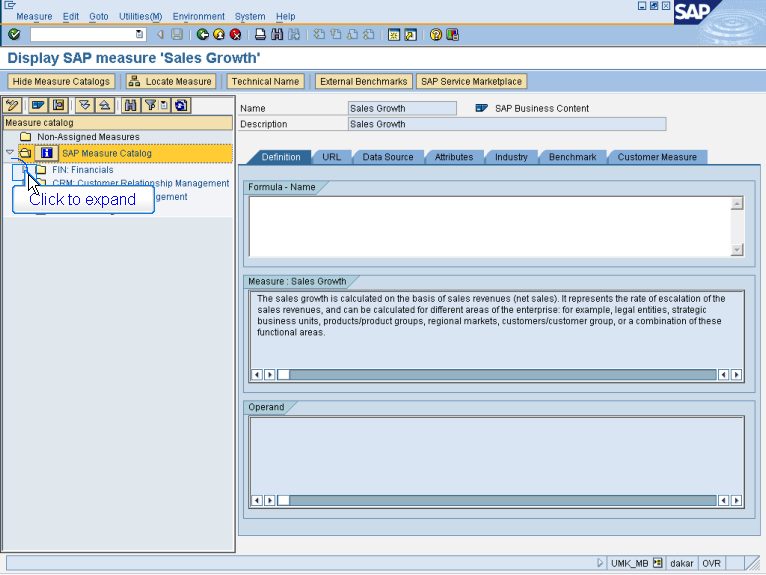 Measure Edit Goto Utilities(M) Environment System Help
SAP
Display SAP measure 'Sales Growth'
Hide Measure Catalogs Locate Measure Technical Name External Benchmarks SAP Service Marketplace
Measure catalog
Non-Assigned Measures
SAP Measure Catalog
FIN: Financials
CRM: Customer Relationship Management
gement
Click to expand
Name Sales Growth SAP Business Content
Description Sales Growth
Definition URL Data Source Attributes Industry Benchmark Customer Measure
Formula - Name
Measure : Sales Growth
The sales growth is calculated on the basis of sales revenues (net sales). It represents the rate of escalation of the
sales revenues, and can be calculated for different areas of the enterprise: for example, legal entities, strategic
business units, products/product groups, regional markets, customers/customer group, or a combination of these
functional areas.
Operand
UMK_MB dakar OVR